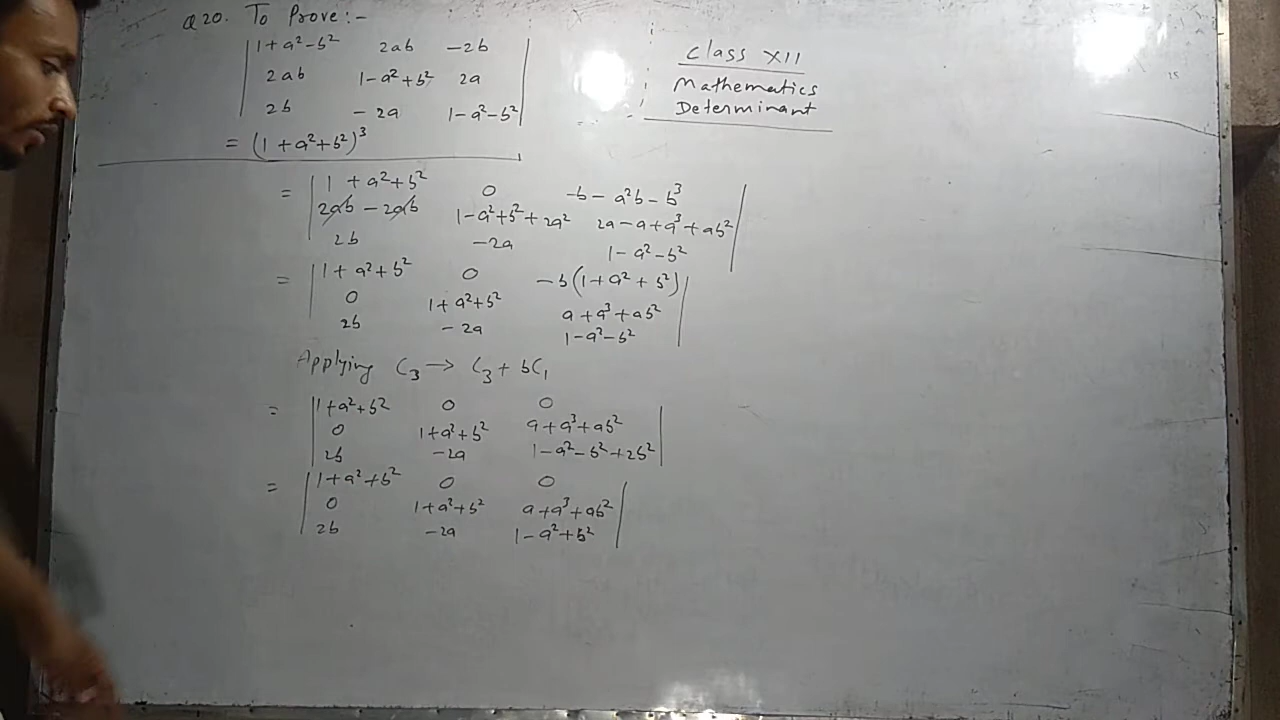 Q20. To Prove:-
| 1+a²-b² 2ab -2b |
| 2ab 1-a²+b² 2a |
| 2b -2a 1-a²-b² |
= (1+a²+b²)³
Class XII
Mathematics
Determinant
= | 1+a²+b² 0 -b-a²b-b³ |
| 2ab-2ab 1-a²+b²+2a² 2a-a+a³+ab² |
| 2b -2a 1-a²-b² |
= | 1+a²+b² 0 -b(1+a²+b²) |
| 0 1+a²+b² a+a³+ab² |
| 2b -2a 1-a²-b² |
Applying C₃→ C₃+bC₁
= | 1+a²+b² 0 0 |
| 0 1+a²+b² a+a³+ab² |
| 2b -2a 1-a²-b²+2b² |
= | 1+a²+b² 0 0 |
| 0 1+a²+b² a+a³+ab² |
| 2b -2a 1-a²+b² |